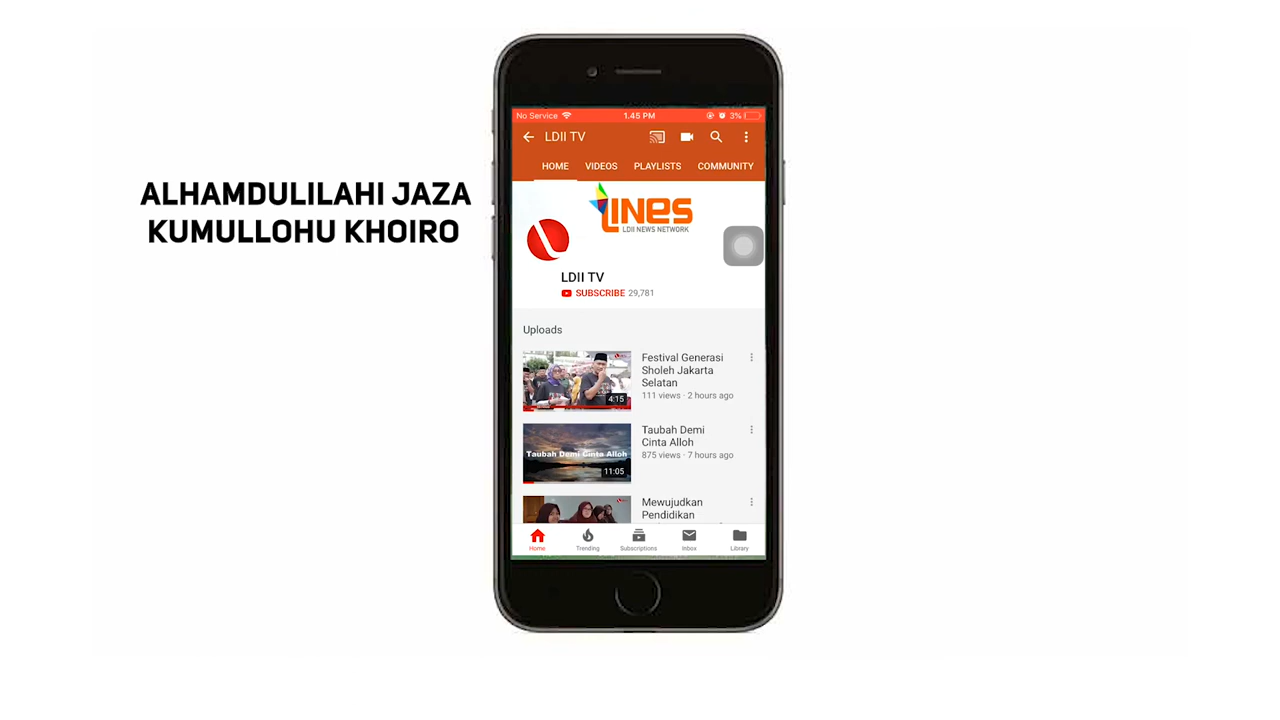 ALHAMDULILAHI JAZA
KUMULLOHU KHOIRO
No Service
1.45 PM
3%
LDII TV
HOME VIDEOS PLAYLISTS COMMUNITY
LINES
LDII NEWS NETWORK
LDII TV
SUBSCRIBE 29,781
Uploads
Festival Generasi
Sholeh Jakarta
Selatan
111 views · 2 hours ago
4:15
Taubah Demi
Cinta Alloh
875 views · 7 hours ago
Taubah Demi Cinta Alloh
11:05
Mewujudkan
Pendidikan
Home Trending Subscriptions Inbox Library